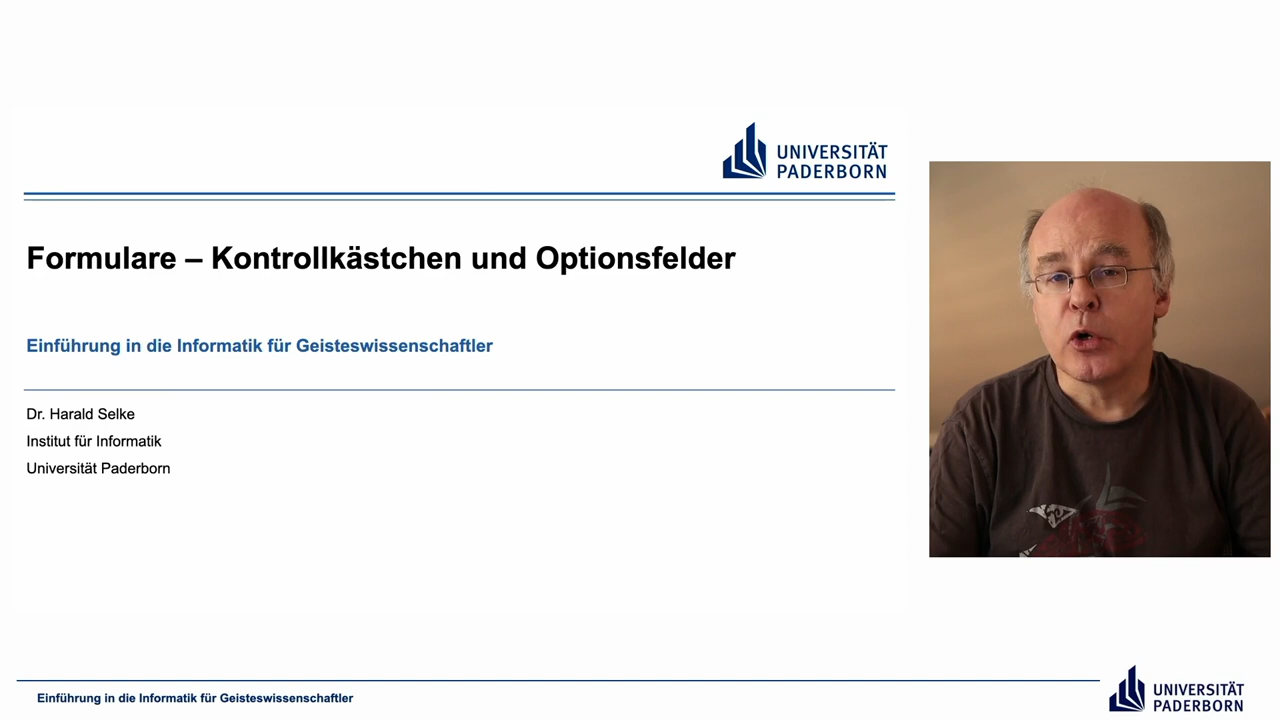 UNIVERSITÄT
PADERBORN
Formulare – Kontrollkästchen und Optionsfelder
Einführung in die Informatik für Geisteswissenschaftler
Dr. Harald Selke
Institut für Informatik
Universität Paderborn
Einführung in die Informatik für Geisteswissenschaftler
UNIVERSITÄT
PADERBORN